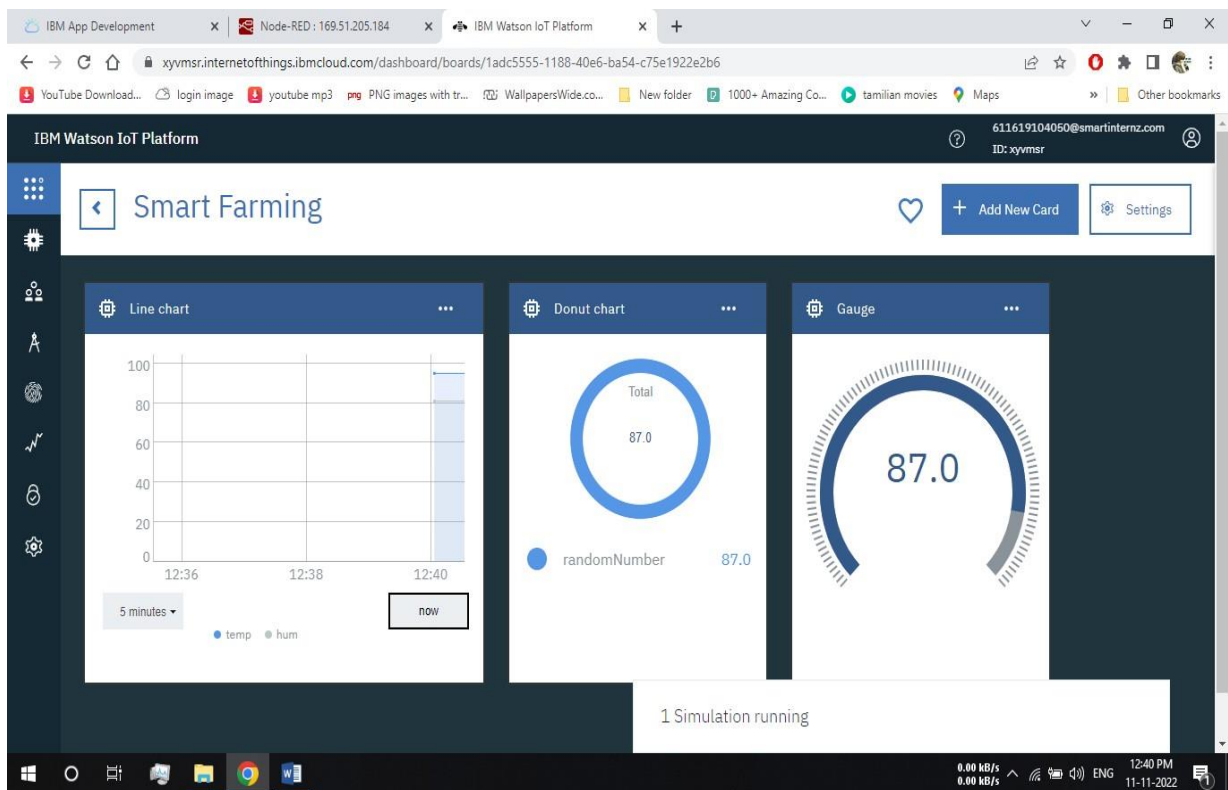 IBM App Development
Node-RED : 169.51.205.184
IBM Watson IoT Platform
xyvmsr.internetofthings.ibmcloud.com/dashboard/boards/1adc5555-1188-40e6-ba54-c75e1922e2b6
YouTube Download... login image youtube mp3 png PNG images with tr... WallpapersWide.co... New folder 1000+ Amazing Co... tamilian movies Maps » Other bookmarks
IBM Watson IoT Platform
611619104050@smartinternz.com
ID: xyvmsr
Smart Farming
+ Add New Card
Settings
Line chart
100
80
60
40
20
0
12:36 12:38 12:40
5 minutes
now
temp hum
Donut chart
Total
87.0
randomNumber 87.0
Gauge
87.0
1 Simulation running
0.00 kB/s
0.00 kB/s
ENG
12:40 PM
11-11-2022
1